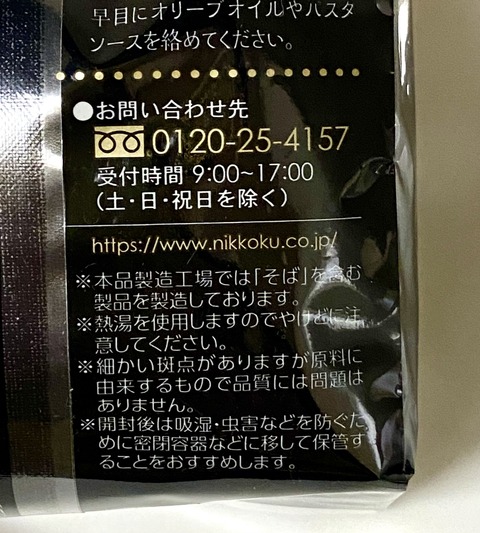 早目にオリーブオイルやパスタ
ソースを絡めてください。
●お問い合わせ先
0120-25-4157
受付時間 9:00~17:00
(土・日・祝日を除く)
https://www.nikkoku.co.jp/
※本品製造工場では「そば」を含む
製品を製造しております。
※熱湯を使用しますのでやけどに注
意してください。
※細かい斑点がありますが原料に
由来するもので品質には問題は
ありません。
※開封後は吸湿・虫害などを防ぐた
めに密閉容器などに移して保管す
ることをおすすめします。